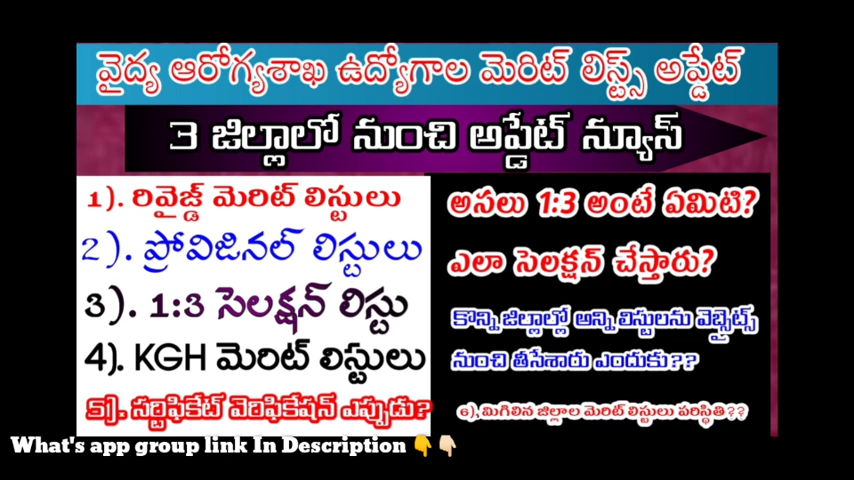 వైద్య ఆరోగ్యశాఖ ఉద్యోగాల మెరిట్ లిస్ట్స్ అప్డేట్
3 జిల్లాలో నుంచి అప్డేట్ న్యూస్
1). రివైజ్డ్ మెరిట్ లిస్టులు
2). ప్రోవిజినల్ లిస్టులు
3). 1:3 సెలక్షన్ లిస్టు
4). KGH మెరిట్ లిస్టులు
5). సర్టిఫికేట్ వెరిఫికేషన్ ఎప్పుడు?
అసలు 1:3 అంటే ఏమిటి?
ఎలా సెలక్షన్ చేస్తారు?
కొన్ని జిల్లాల్లో అన్ని లిస్టులను వెబ్సైట్స్
నుంచి తీసేశారు ఎందుకు??
6), మిగిలిన జిల్లాల మెరిట్ లిస్టులు పరిస్థితి??
What's app group link In Description 👇👇🏻